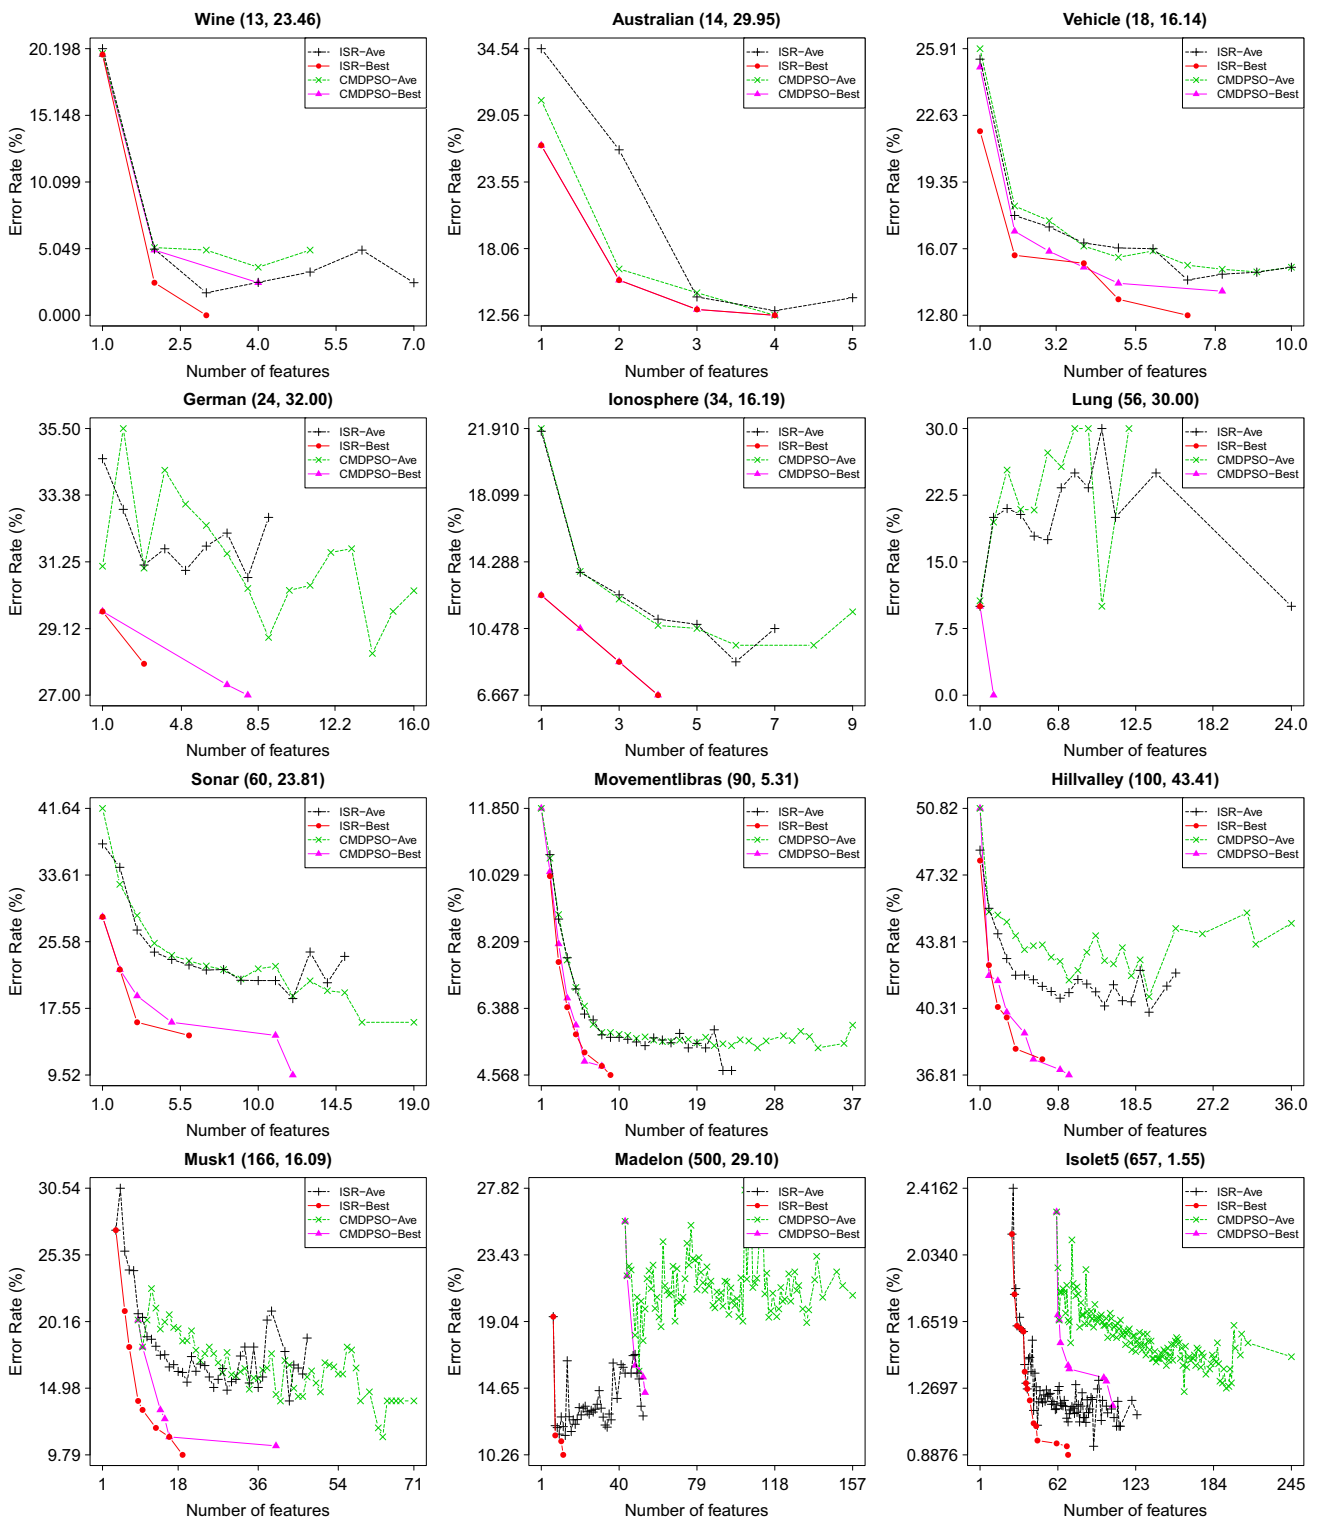 Wine (13, 23.46)
Error Rate (%)
20.198
15.148
10.099
5.049
0.000
1.0 2.5 4.0 5.5 7.0
Number of features
ISR−Ave
ISR−Best
CMDPSO−Ave
CMDPSO−Best
Australian (14, 29.95)
Error Rate (%)
34.54
29.05
23.55
18.06
12.56
1 2 3 4 5
Number of features
ISR−Ave
ISR−Best
CMDPSO−Ave
CMDPSO−Best
Vehicle (18, 16.14)
Error Rate (%)
25.91
22.63
19.35
16.07
12.80
1.0 3.2 5.5 7.8 10.0
Number of features
ISR−Ave
ISR−Best
CMDPSO−Ave
CMDPSO−Best
German (24, 32.00)
Error Rate (%)
35.50
33.38
31.25
29.12
27.00
1.0 4.8 8.5 12.2 16.0
Number of features
ISR−Ave
ISR−Best
CMDPSO−Ave
CMDPSO−Best
Ionosphere (34, 16.19)
Error Rate (%)
21.910
18.099
14.288
10.478
6.667
1 3 5 7 9
Number of features
ISR−Ave
ISR−Best
CMDPSO−Ave
CMDPSO−Best
Lung (56, 30.00)
Error Rate (%)
30.0
22.5
15.0
7.5
0.0
1.0 6.8 12.5 18.2 24.0
Number of features
ISR−Ave
ISR−Best
CMDPSO−Ave
CMDPSO−Best
Sonar (60, 23.81)
Error Rate (%)
41.64
33.61
25.58
17.55
9.52
1.0 5.5 10.0 14.5 19.0
Number of features
ISR−Ave
ISR−Best
CMDPSO−Ave
CMDPSO−Best
Movementlibras (90, 5.31)
Error Rate (%)
11.850
10.029
8.209
6.388
4.568
1 10 19 28 37
Number of features
ISR−Ave
ISR−Best
CMDPSO−Ave
CMDPSO−Best
Hillvalley (100, 43.41)
Error Rate (%)
50.82
47.32
43.81
40.31
36.81
1.0 9.8 18.5 27.2 36.0
Number of features
ISR−Ave
ISR−Best
CMDPSO−Ave
CMDPSO−Best
Musk1 (166, 16.09)
Error Rate (%)
30.54
25.35
20.16
14.98
9.79
1 18 36 54 71
Number of features
ISR−Ave
ISR−Best
CMDPSO−Ave
CMDPSO−Best
Madelon (500, 29.10)
Error Rate (%)
27.82
23.43
19.04
14.65
10.26
1 40 79 118 157
Number of features
ISR−Ave
ISR−Best
CMDPSO−Ave
CMDPSO−Best
Isolet5 (657, 1.55)
Error Rate (%)
2.4162
2.0340
1.6519
1.2697
0.8876
1 62 123 184 245
Number of features
ISR−Ave
ISR−Best
CMDPSO−Ave
CMDPSO−Best